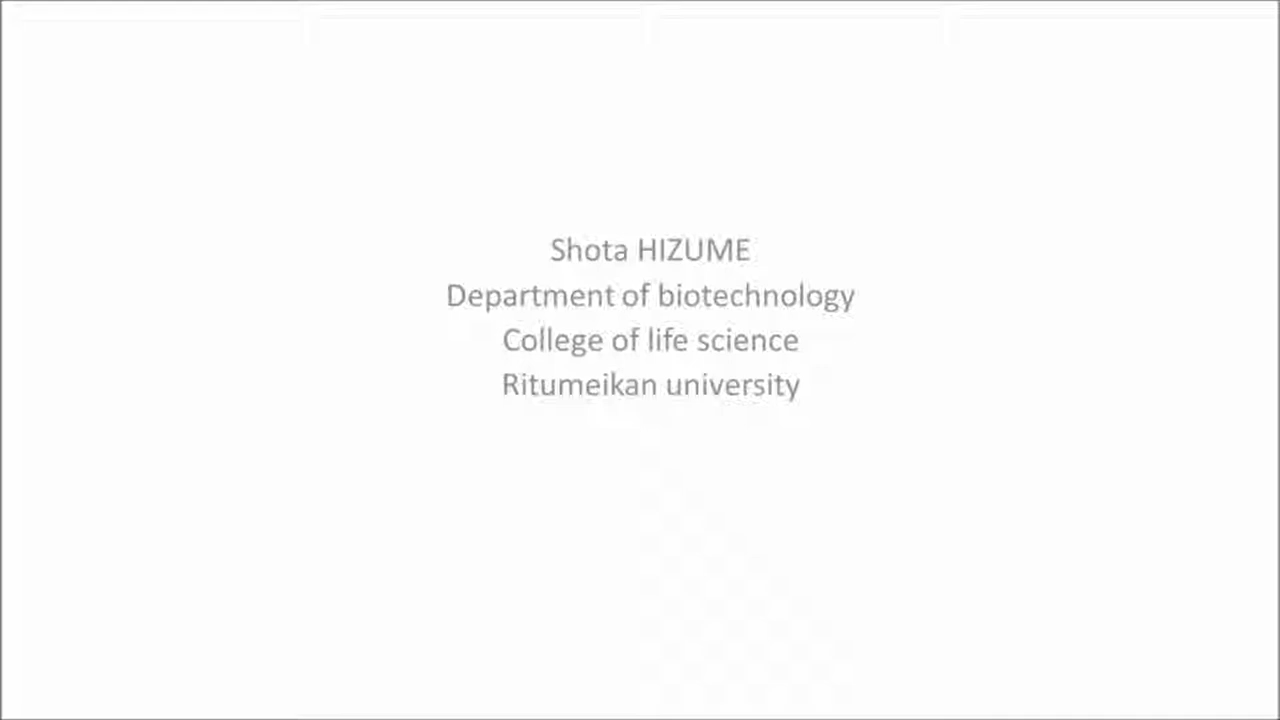 Shota HIZUME
Department of biotechnology
College of life science
Ritumeikan university